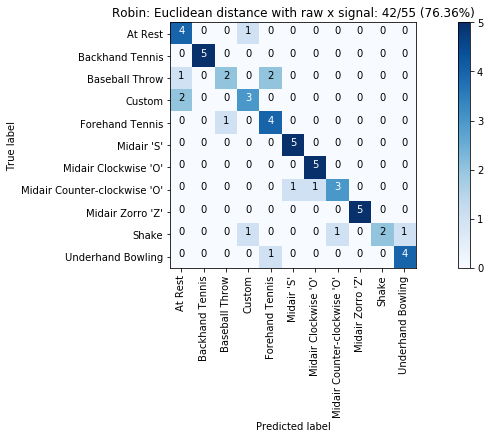 Robin: Euclidean distance with raw x signal: 42/55 (76.36%)
At Rest 4 0 0 1 0 0 0 0 0 0 0
Backhand Tennis 0 5 0 0 0 0 0 0 0 0 0
Baseball Throw 1 0 2 0 2 0 0 0 0 0 0
Custom 2 0 0 3 0 0 0 0 0 0 0
Forehand Tennis 0 0 1 0 4 0 0 0 0 0 0
Midair 'S' 0 0 0 0 0 5 0 0 0 0 0
Midair Clockwise 'O' 0 0 0 0 0 0 5 0 0 0 0
Midair Counter-clockwise 'O' 0 0 0 0 0 1 1 3 0 0 0
Midair Zorro 'Z' 0 0 0 0 0 0 0 0 5 0 0
Shake 0 0 0 1 0 0 0 1 0 2 1
Underhand Bowling 0 0 0 0 1 0 0 0 0 0 4
True label
At Rest
Backhand Tennis
Baseball Throw
Custom
Forehand Tennis
Midair 'S'
Midair Clockwise 'O'
Midair Counter-clockwise 'O'
Midair Zorro 'Z'
Shake
Underhand Bowling
Predicted label
5
4
3
2
1
0